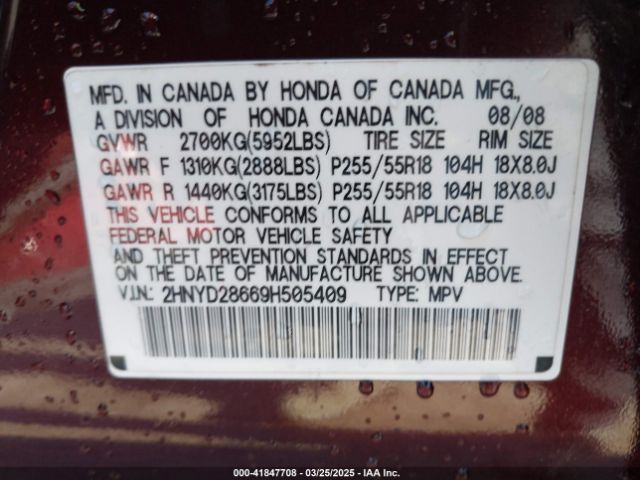 MFD. IN CANADA BY HONDA OF CANADA MFG.,
A DIVISION OF HONDA CANADA INC. 08/08
GVWR 2700KG(5952LBS) TIRE SIZE RIM SIZE
GAWR F 1310KG(2888LBS) P255/55R18 104H 18X8.0J
GAWR R 1440KG(3175LBS) P255/55R18 104H 18X8.0J
THIS VEHICLE CONFORMS TO ALL APPLICABLE
FEDERAL MOTOR VEHICLE SAFETY
AND THEFT PREVENTION STANDARDS IN EFFECT
ON THE DATE OF MANUFACTURE SHOWN ABOVE.
V.I.N.: 2HNYD28669H505409 TYPE: MPV
000-41847708 - 03/25/2025 - IAA Inc.